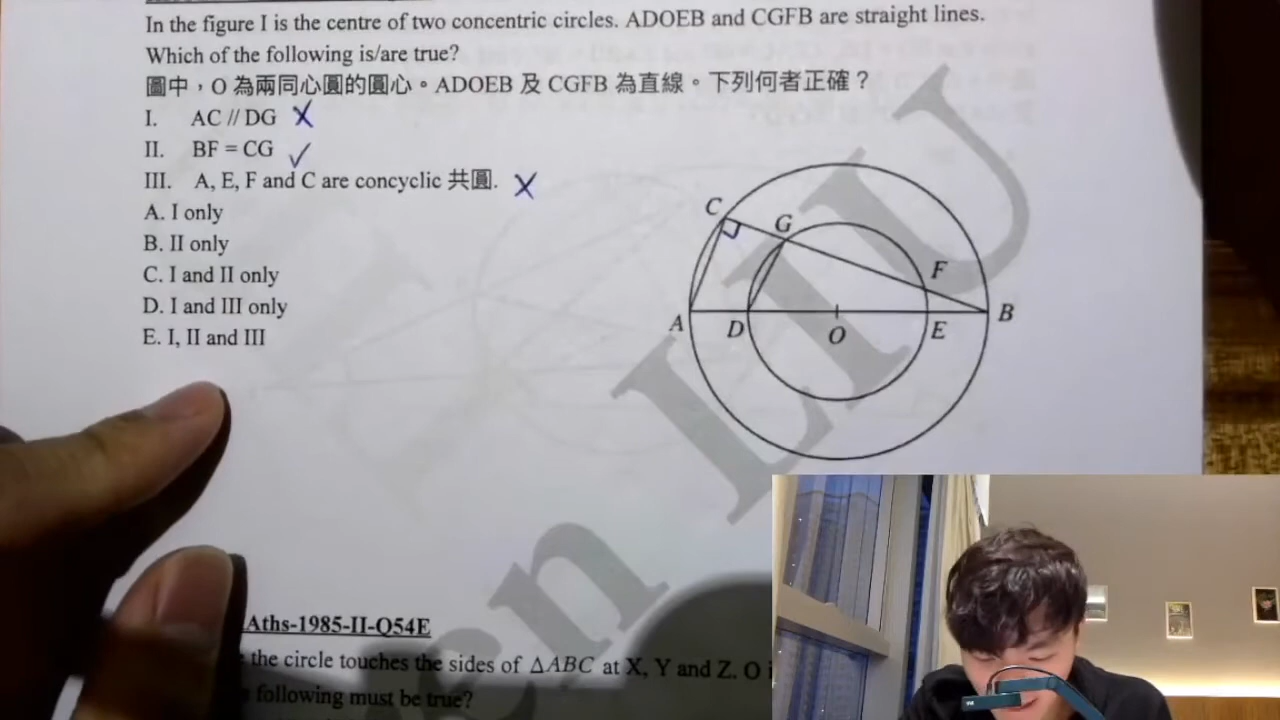 In the figure I is the centre of two concentric circles. ADOEB and CGFB are straight lines.
Which of the following is/are true?
圖中，O 為兩同心圓的圓心。ADOEB 及 CGFB 為直線。下列何者正確？
I. AC // DG ✗
II. BF = CG ✓
III. A, E, F and C are concyclic 共圓. ✗
A. I only
B. II only
C. I and II only
D. I and III only
E. I, II and III
C
G
F
A
D
O
E
B
en LIU
Aths-1985-II-Q54E
the circle touches the sides of ΔABC at X, Y and Z. O
following must be true?